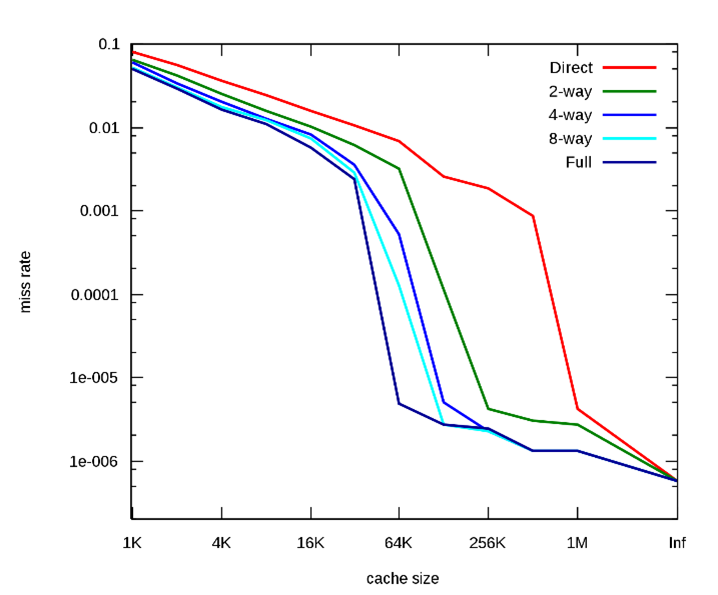 0.1
0.01
0.001
0.0001
1e-005
1e-006
miss rate
Direct
2-way
4-way
8-way
Full
1K 4K 16K 64K 256K 1M Inf
cache size